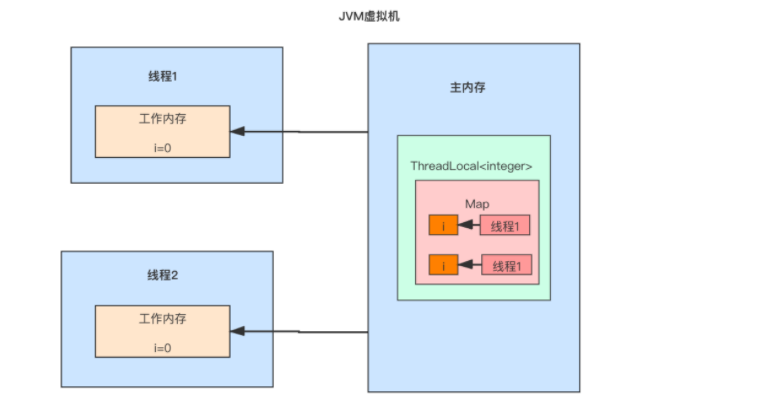 JVM虚拟机
线程1
工作内存
i=0
主内存
ThreadLocal<integer>
Map
i
线程1
i
线程1
线程2
工作内存
i=0